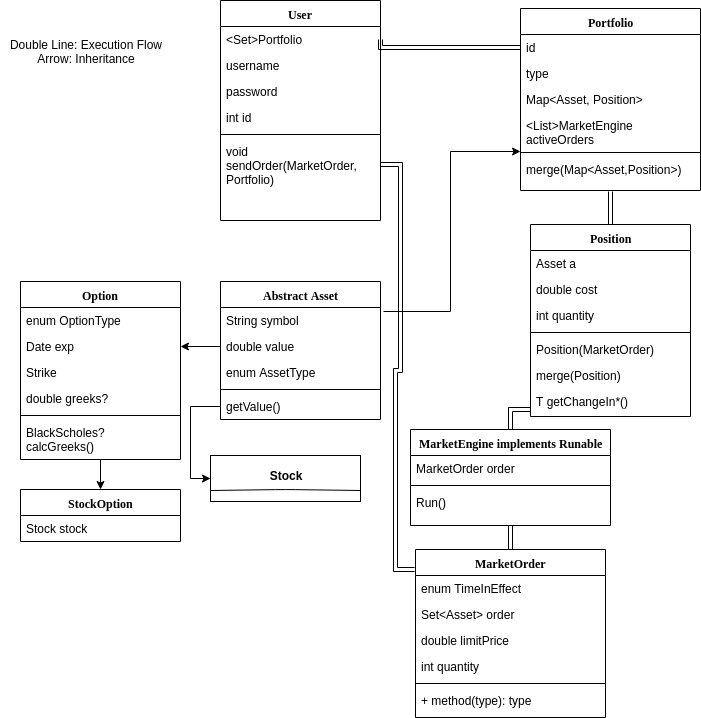 Double Line: Execution Flow
Arrow: Inheritance
User
<Set>Portfolio
username
password
int id
void
sendOrder(MarketOrder,
Portfolio)
Portfolio
id
type
Map<Asset, Position>
<List>MarketEngine
activeOrders
merge(Map<Asset,Position>)
Position
Asset a
double cost
int quantity
Position(MarketOrder)
merge(Position)
T getChangeIn*()
Option
enum OptionType
Date exp
Strike
double greeks?
BlackScholes?
calcGreeks()
Abstract Asset
String symbol
double value
enum AssetType
getValue()
Stock
StockOption
Stock stock
MarketEngine implements Runable
MarketOrder order
Run()
MarketOrder
enum TimeInEffect
Set<Asset> order
double limitPrice
int quantity
+ method(type): type